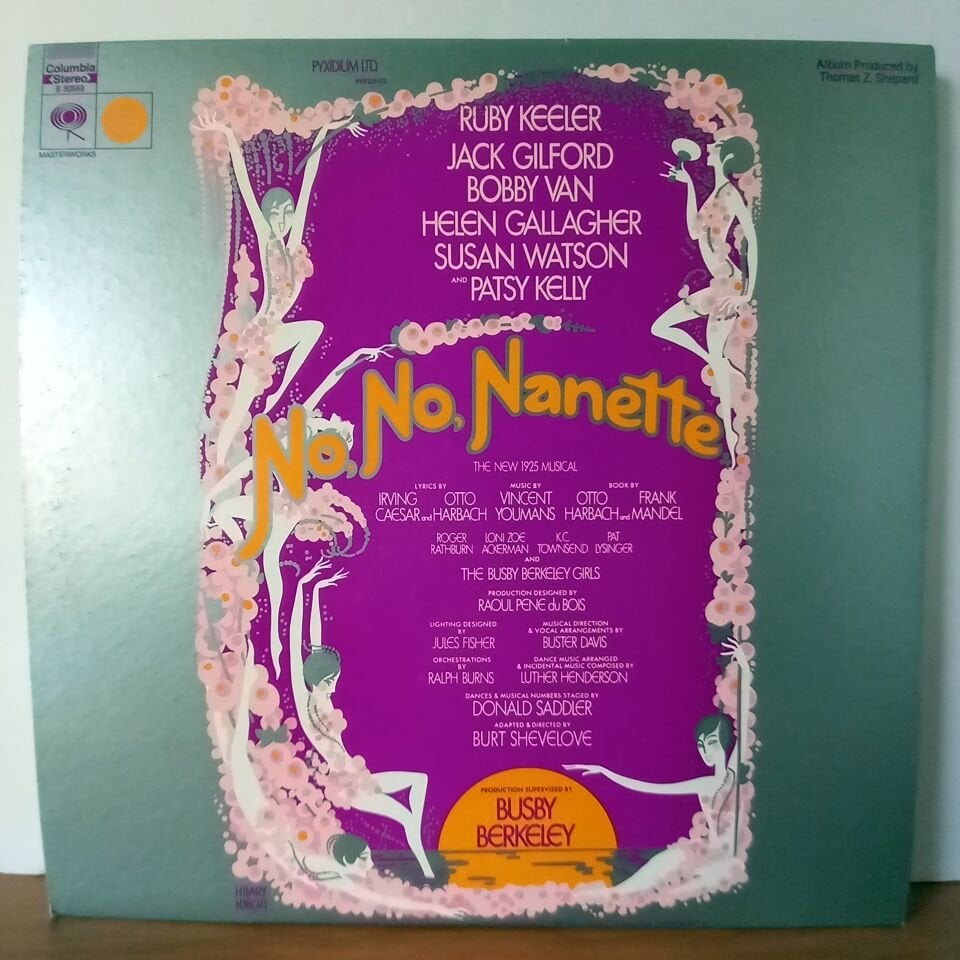 Columbia
Stereo
S 30563
MASTERWORKS
PYXIDIUM LTD.
PRESENTS
Album Produced by
Thomas Z. Shepard
RUBY KEELER
JACK GILFORD
BOBBY VAN
HELEN GALLAGHER
SUSAN WATSON
AND PATSY KELLY
No, No, Nanette
THE NEW 1925 MUSICAL
LYRICS BY MUSIC BY BOOK BY
IRVING OTTO VINCENT OTTO FRANK
CAESAR and HARBACH YOUMANS HARBACH and MANDEL
ROGER LONI ZOE K.C. PAT
RATHBURN ACKERMAN TOWNSEND LYSINGER
AND
THE BUSBY BERKELEY GIRLS
PRODUCTION DESIGNED BY
RAOUL PENE du BOIS
LIGHTING DESIGNED
BY
JULES FISHER
MUSICAL DIRECTION
& VOCAL ARRANGEMENTS BY
BUSTER DAVIS
ORCHESTRATIONS
BY
RALPH BURNS
DANCE MUSIC ARRANGED
& INCIDENTAL MUSIC COMPOSED BY
LUTHER HENDERSON
DANCES & MUSICAL NUMBERS STAGED BY
DONALD SADDLER
ADAPTED & DIRECTED BY
BURT SHEVELOVE
PRODUCTION SUPERVISED BY
BUSBY
BERKELEY
HILARY
KNIGHT